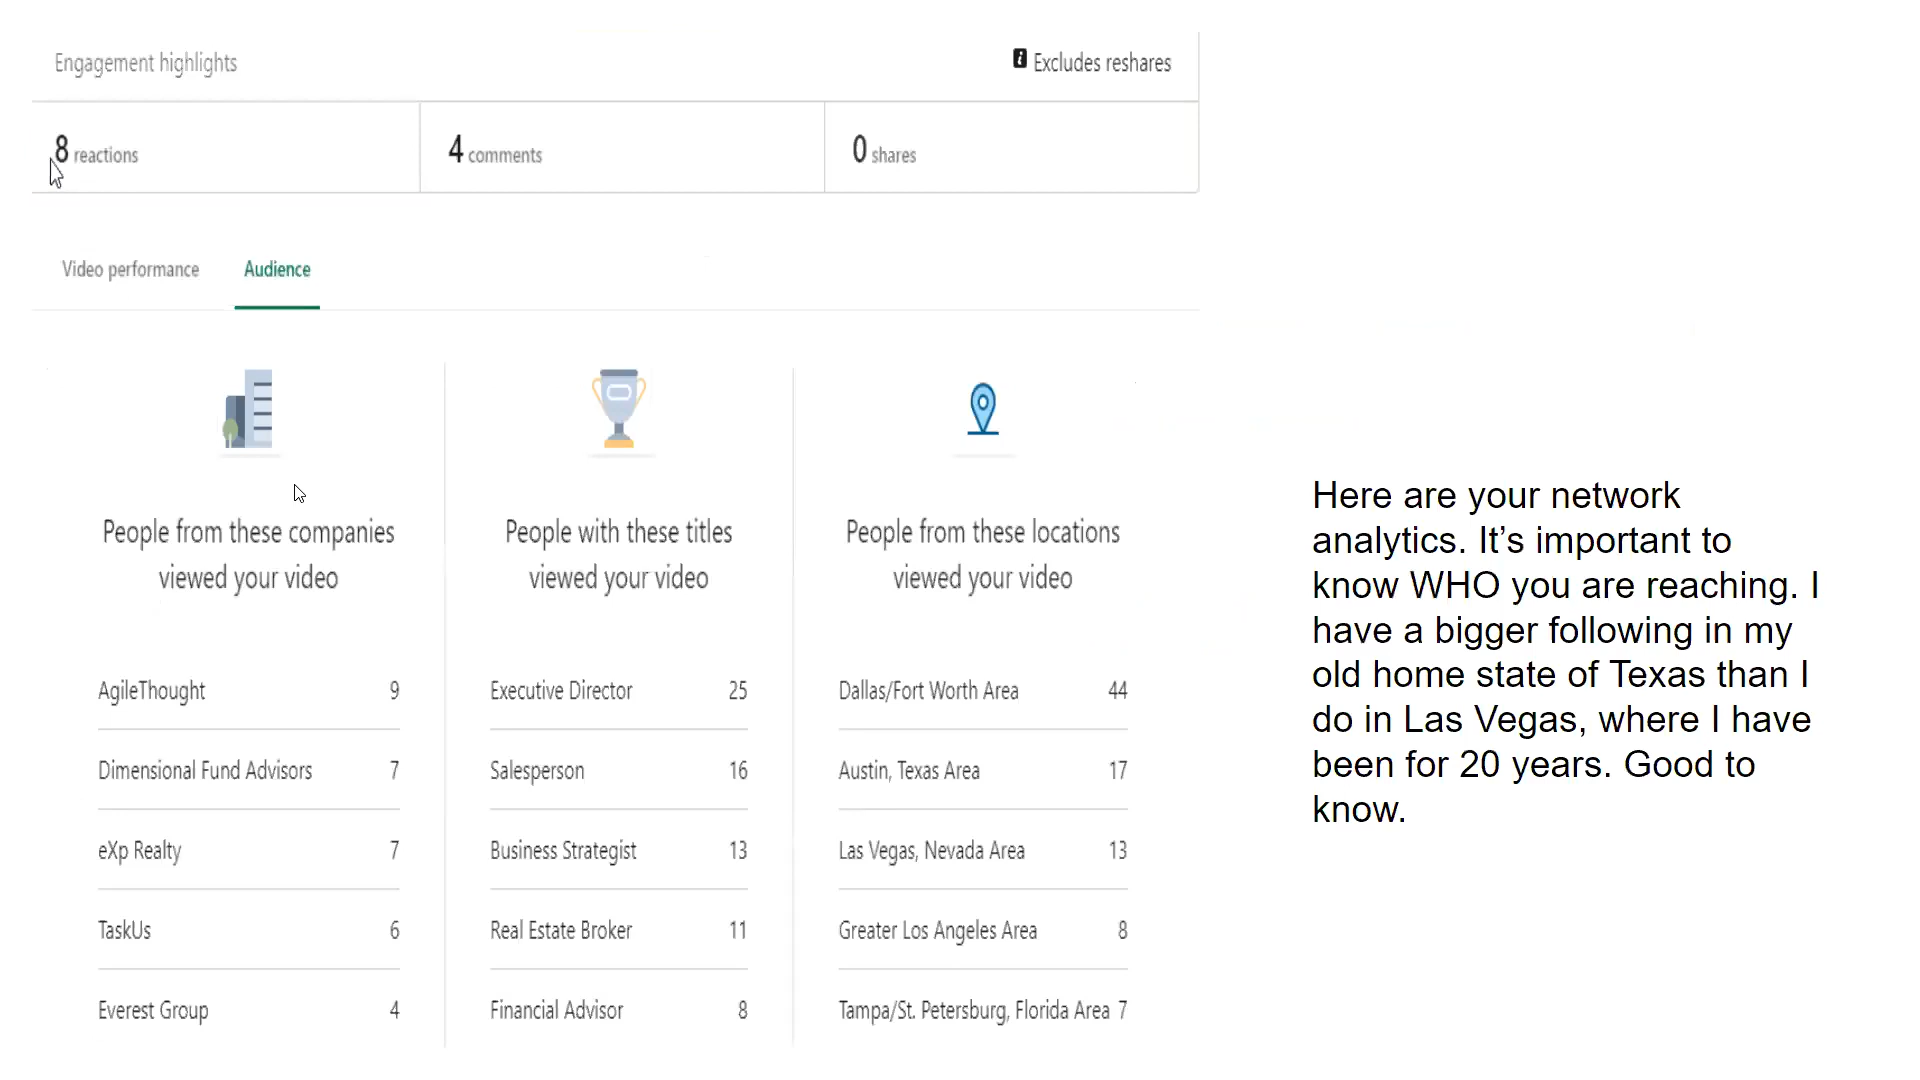 Engagement highlights
Excludes reshares
8 reactions
4 comments
0 shares
Video performance
Audience
People from these companies
viewed your video
AgileThought 9
Dimensional Fund Advisors 7
eXp Realty 7
TaskUs 6
Everest Group 4
People with these titles
viewed your video
Executive Director 25
Salesperson 16
Business Strategist 13
Real Estate Broker 11
Financial Advisor 8
People from these locations
viewed your video
Dallas/Fort Worth Area 44
Austin, Texas Area 17
Las Vegas, Nevada Area 13
Greater Los Angeles Area 8
Tampa/St. Petersburg, Florida Area 7
Here are your network
analytics. It’s important to
know WHO you are reaching. I
have a bigger following in my
old home state of Texas than I
do in Las Vegas, where I have
been for 20 years. Good to
know.